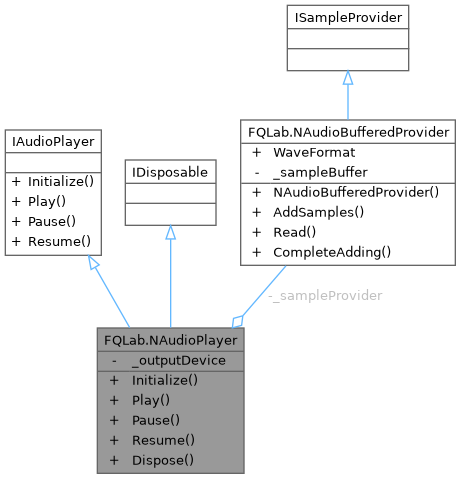 ISampleProvider
FQLab.NAudioBufferedProvider
+ WaveFormat
- _sampleBuffer
+ NAudioBufferedProvider()
+ AddSamples()
+ Read()
+ CompleteAdding()
IAudioPlayer
+ Initialize()
+ Play()
+ Pause()
+ Resume()
IDisposable
-_sampleProvider
FQLab.NAudioPlayer
- _outputDevice
+ Initialize()
+ Play()
+ Pause()
+ Resume()
+ Dispose()